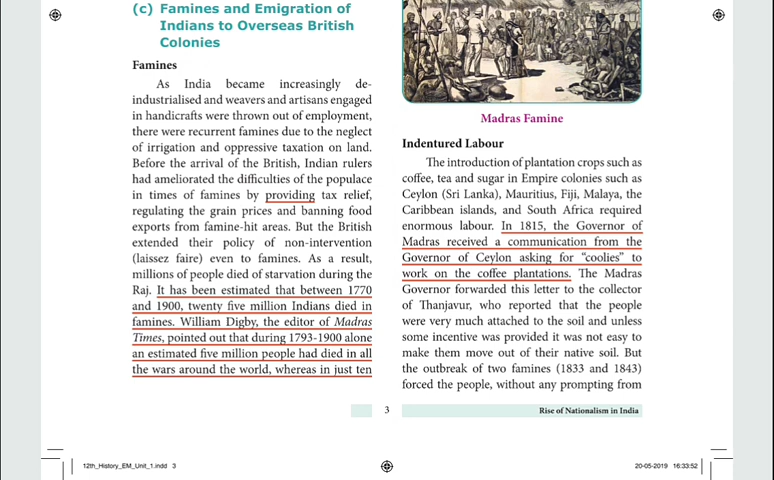 (c) Famines and Emigration of
Indians to Overseas British
Colonies
Famines
As India became increasingly de-
industrialised and weavers and artisans engaged
in handicrafts were thrown out of employment,
there were recurrent famines due to the neglect
of irrigation and oppressive taxation on land.
Before the arrival of the British, Indian rulers
had ameliorated the difficulties of the populace
in times of famines by providing tax relief,
regulating the grain prices and banning food
exports from famine-hit areas. But the British
extended their policy of non-intervention
(laissez faire) even to famines. As a result,
millions of people died of starvation during the
Raj. It has been estimated that between 1770
and 1900, twenty five million Indians died in
famines. William Digby, the editor of Madras
Times, pointed out that during 1793-1900 alone
an estimated five million people had died in all
the wars around the world, whereas in just ten
Madras Famine
Indentured Labour
The introduction of plantation crops such as
coffee, tea and sugar in Empire colonies such as
Ceylon (Sri Lanka), Mauritius, Fiji, Malaya, the
Caribbean islands, and South Africa required
enormous labour. In 1815, the Governor of
Madras received a communication from the
Governor of Ceylon asking for “coolies” to
work on the coffee plantations. The Madras
Governor forwarded this letter to the collector
of Thanjavur, who reported that the people
were very much attached to the soil and unless
some incentive was provided it was not easy to
make them move out of their native soil. But
the outbreak of two famines (1833 and 1843)
forced the people, without any prompting from
3
Rise of Nationalism in India
12th_History_EM_Unit_1.indd 3
20-05-2019 16:33:52